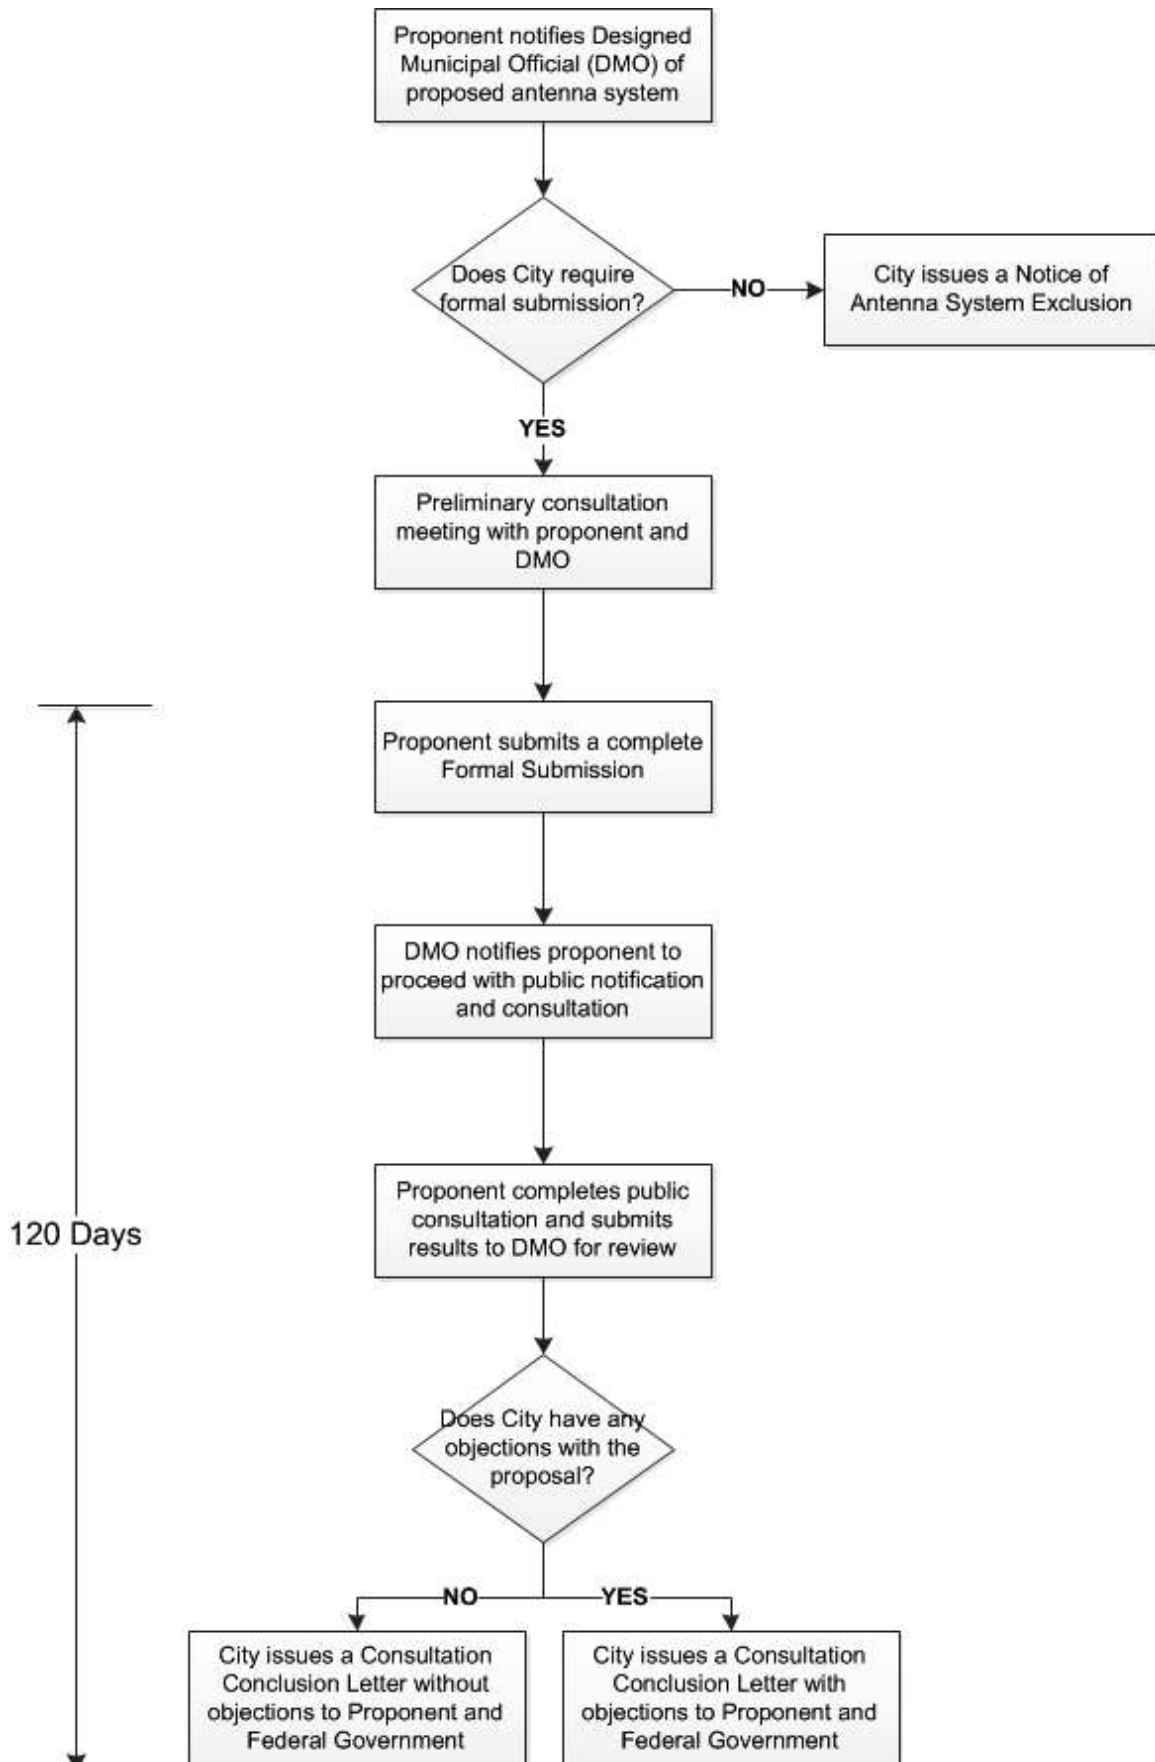 Proponent notifies Designed
Municipal Official (DMO) of
proposed antenna system
Does City require
formal submission?
NO
City issues a Notice of
Antenna System Exclusion
YES
Preliminary consultation
meeting with proponent and
DMO
Proponent submits a complete
Formal Submission
DMO notifies proponent to
proceed with public notification
and consultation
Proponent completes public
consultation and submits
results to DMO for review
120 Days
Does City have any
objections with the
proposal?
NO
YES
City issues a Consultation
Conclusion Letter without
objections to Proponent and
Federal Government
City issues a Consultation
Conclusion Letter with
objections to Proponent and
Federal Government